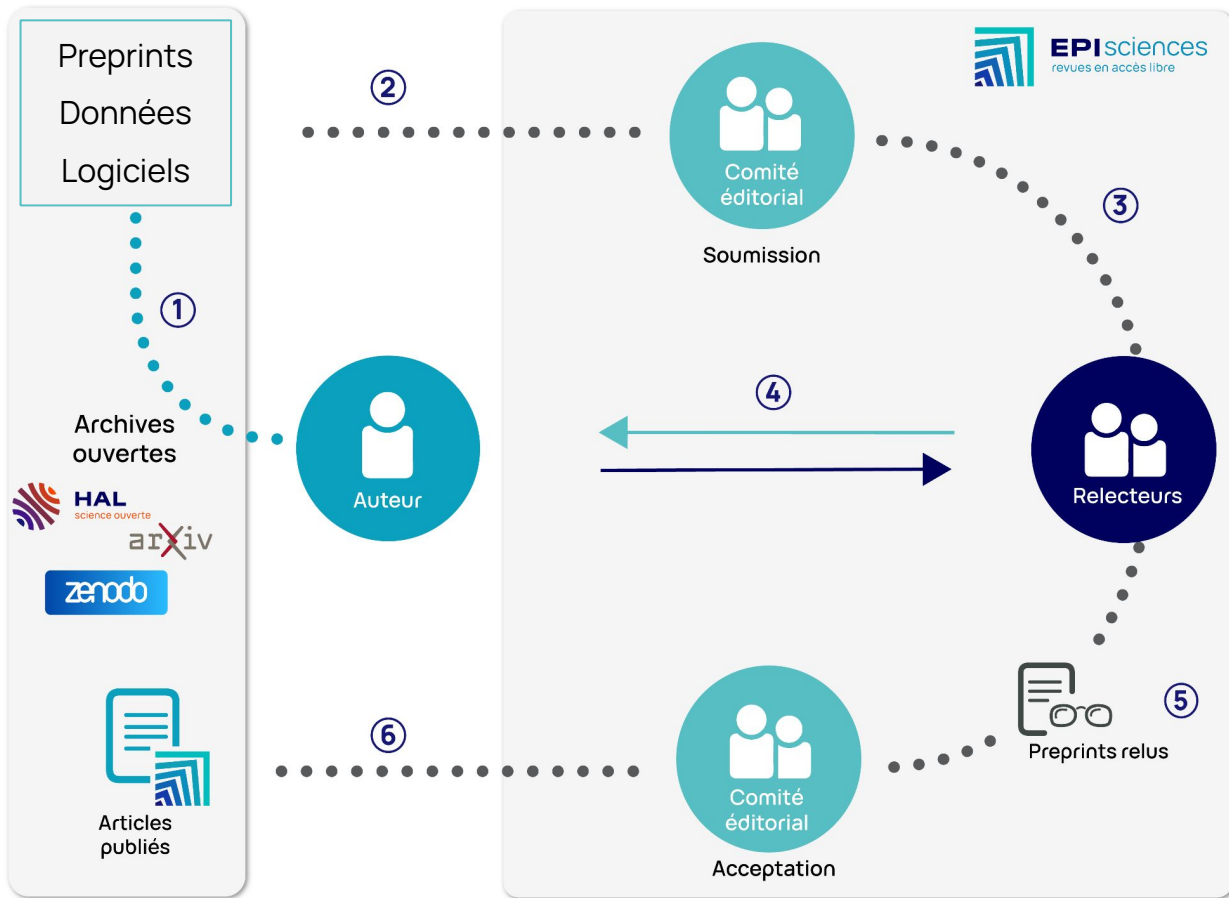 Preprints
Données
Logiciels
②
EPIsciences
revues en accès libre
Comité
éditorial
Soumission
③
①
④
Archives
ouvertes
HAL
science ouverte
arXiv
zenodo
Auteur
Relecteurs
⑥
⑤
Preprints relus
Comité
éditorial
Acceptation
Articles
publiés